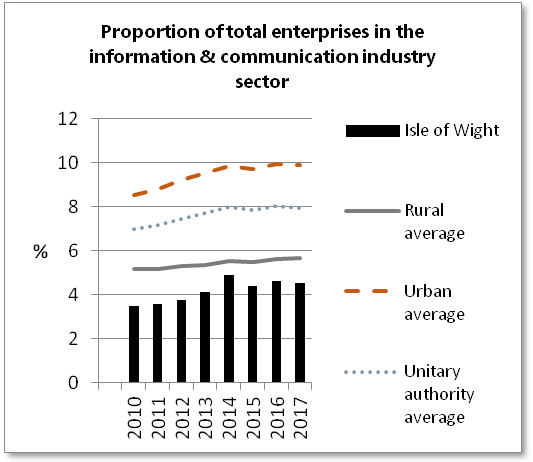 Proportion of total enterprises in the
information & communication industry
sector
12
10
8
6
4
2
0
%
2010
2011
2012
2013
2014
2015
2016
2017
Isle of Wight
Rural
average
Urban
average
Unitary
authority
average